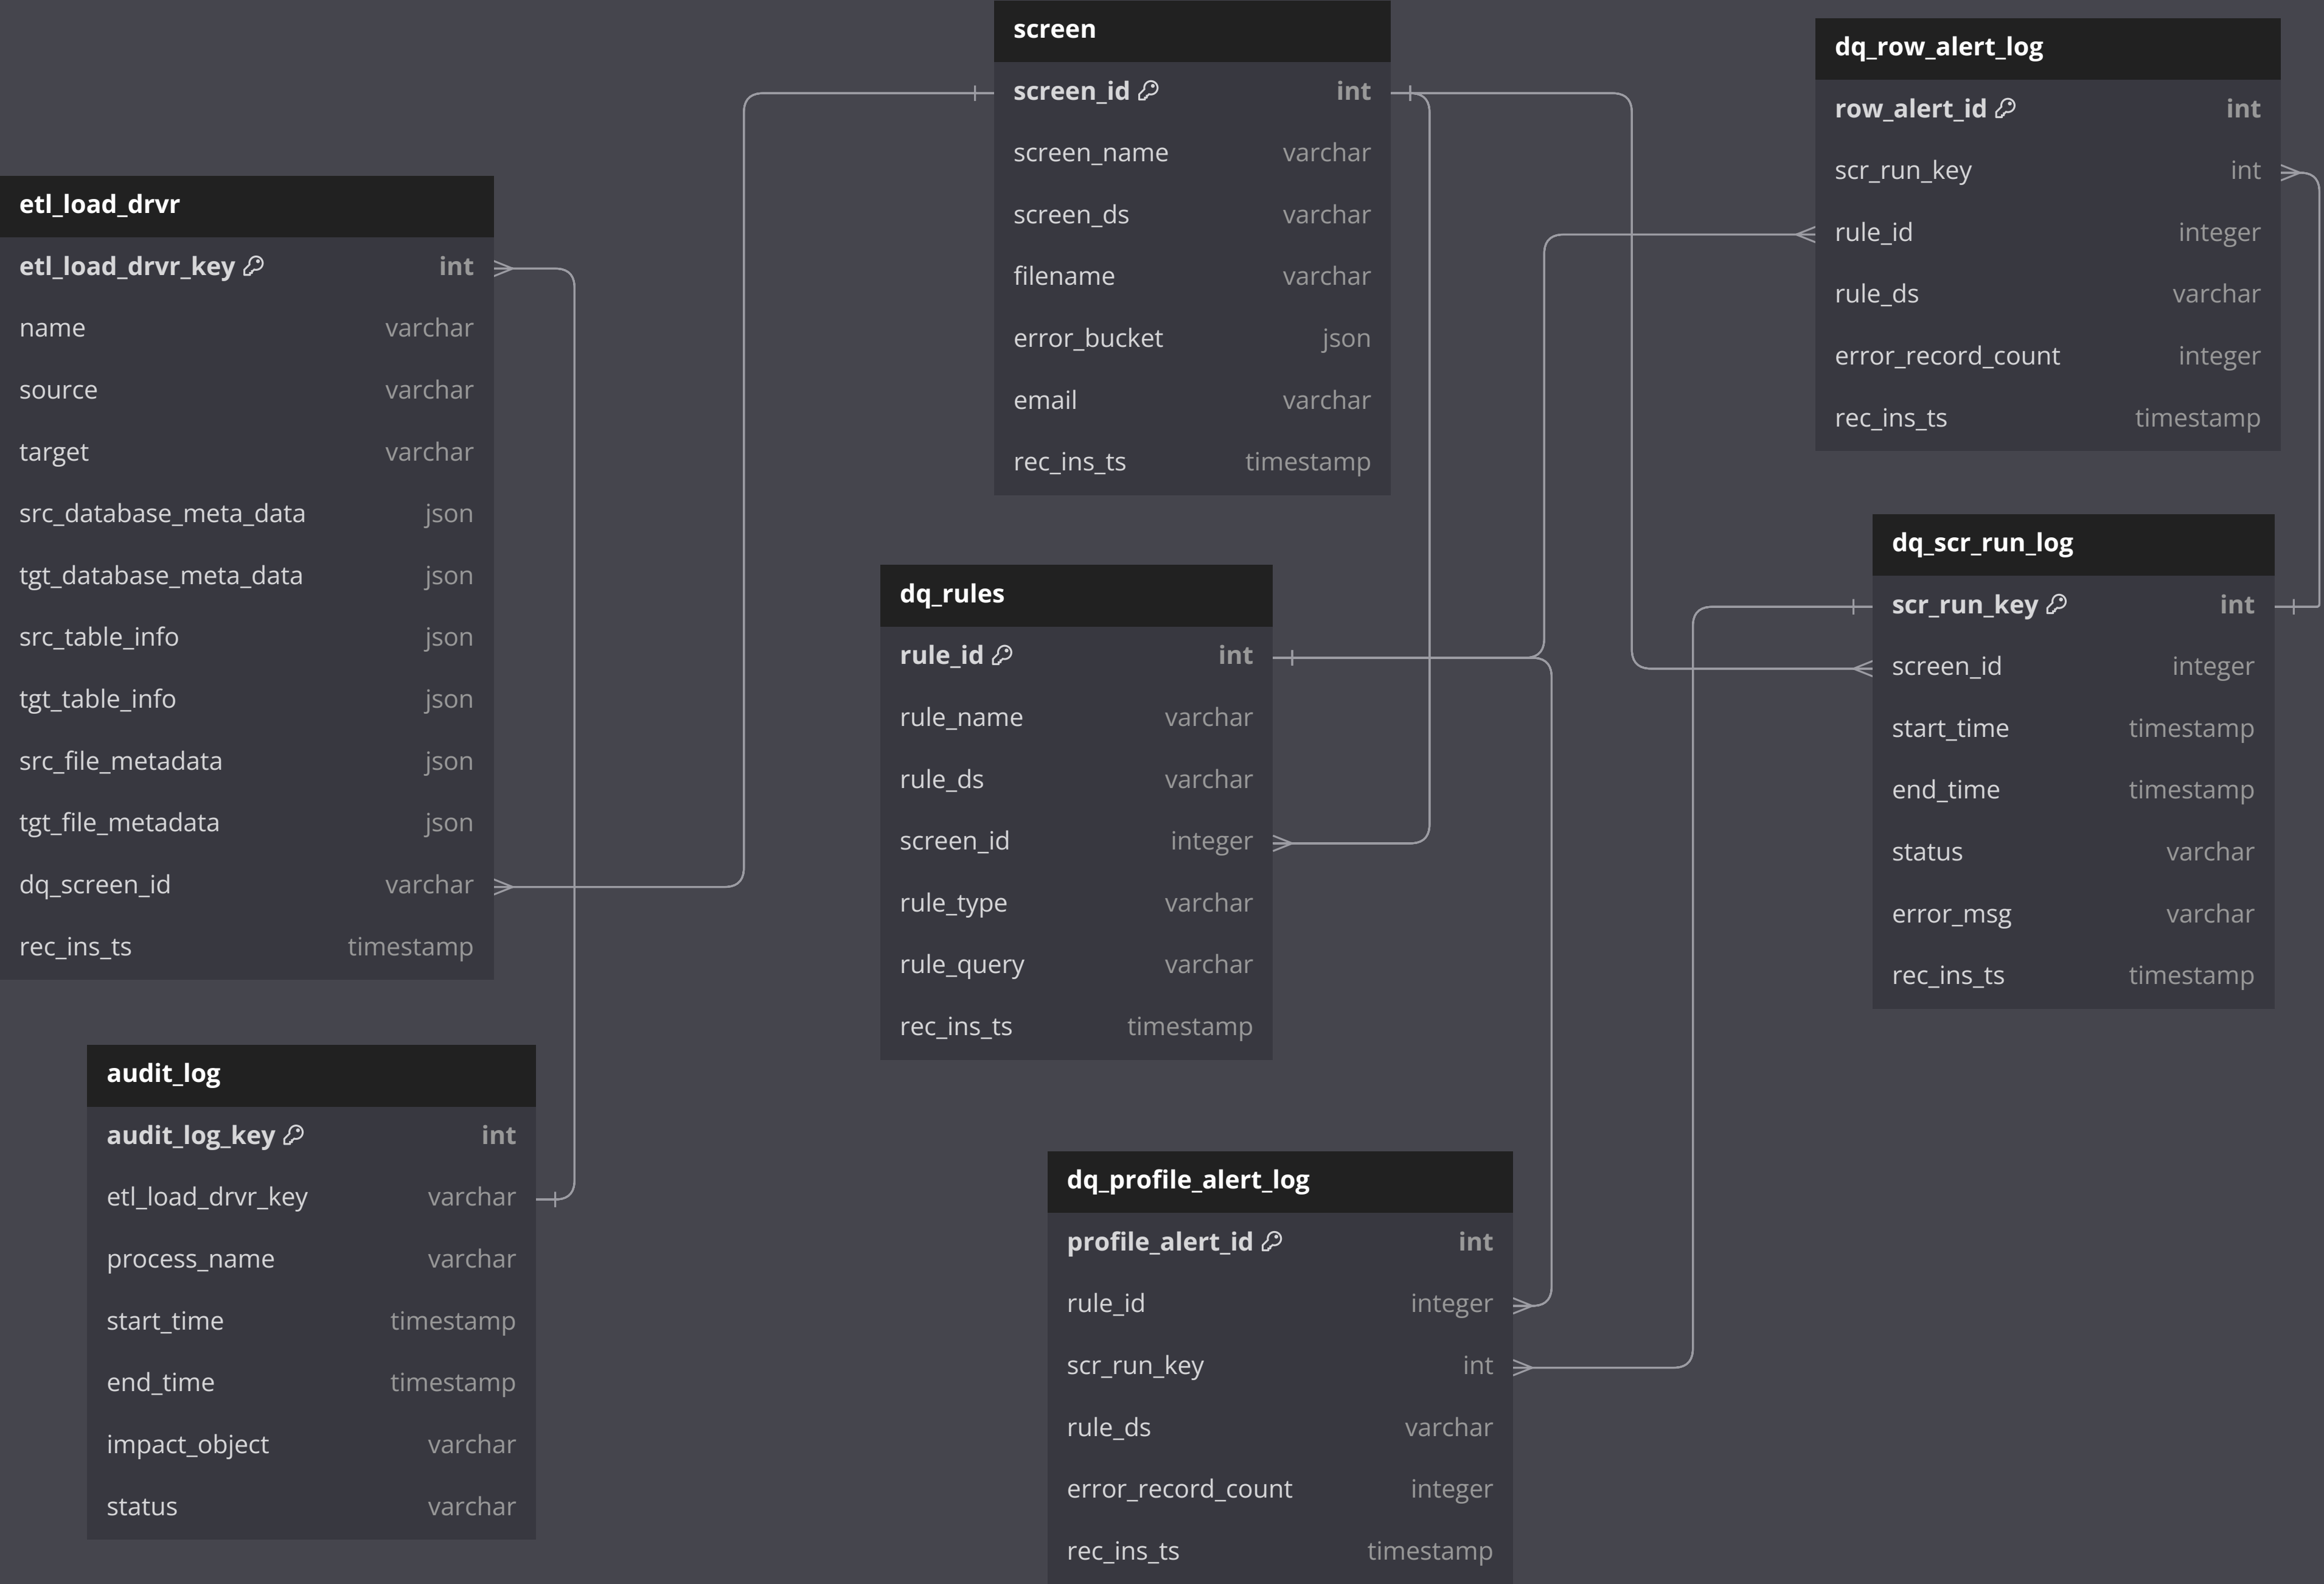 screen
screen_id int
screen_name varchar
screen_ds varchar
filename varchar
error_bucket json
email varchar
rec_ins_ts timestamp
dq_row_alert_log
row_alert_id int
scr_run_key int
rule_id integer
rule_ds varchar
error_record_count integer
rec_ins_ts timestamp
etl_load_drvr
etl_load_drvr_key int
name varchar
source varchar
target varchar
src_database_meta_data json
tgt_database_meta_data json
src_table_info json
tgt_table_info json
src_file_metadata json
tgt_file_metadata json
dq_screen_id varchar
rec_ins_ts timestamp
dq_rules
rule_id int
rule_name varchar
rule_ds varchar
screen_id integer
rule_type varchar
rule_query varchar
rec_ins_ts timestamp
dq_scr_run_log
scr_run_key int
screen_id integer
start_time timestamp
end_time timestamp
status varchar
error_msg varchar
rec_ins_ts timestamp
audit_log
audit_log_key int
etl_load_drvr_key varchar
process_name varchar
start_time timestamp
end_time timestamp
impact_object varchar
status varchar
dq_profile_alert_log
profile_alert_id int
rule_id integer
scr_run_key int
rule_ds varchar
error_record_count integer
rec_ins_ts timestamp